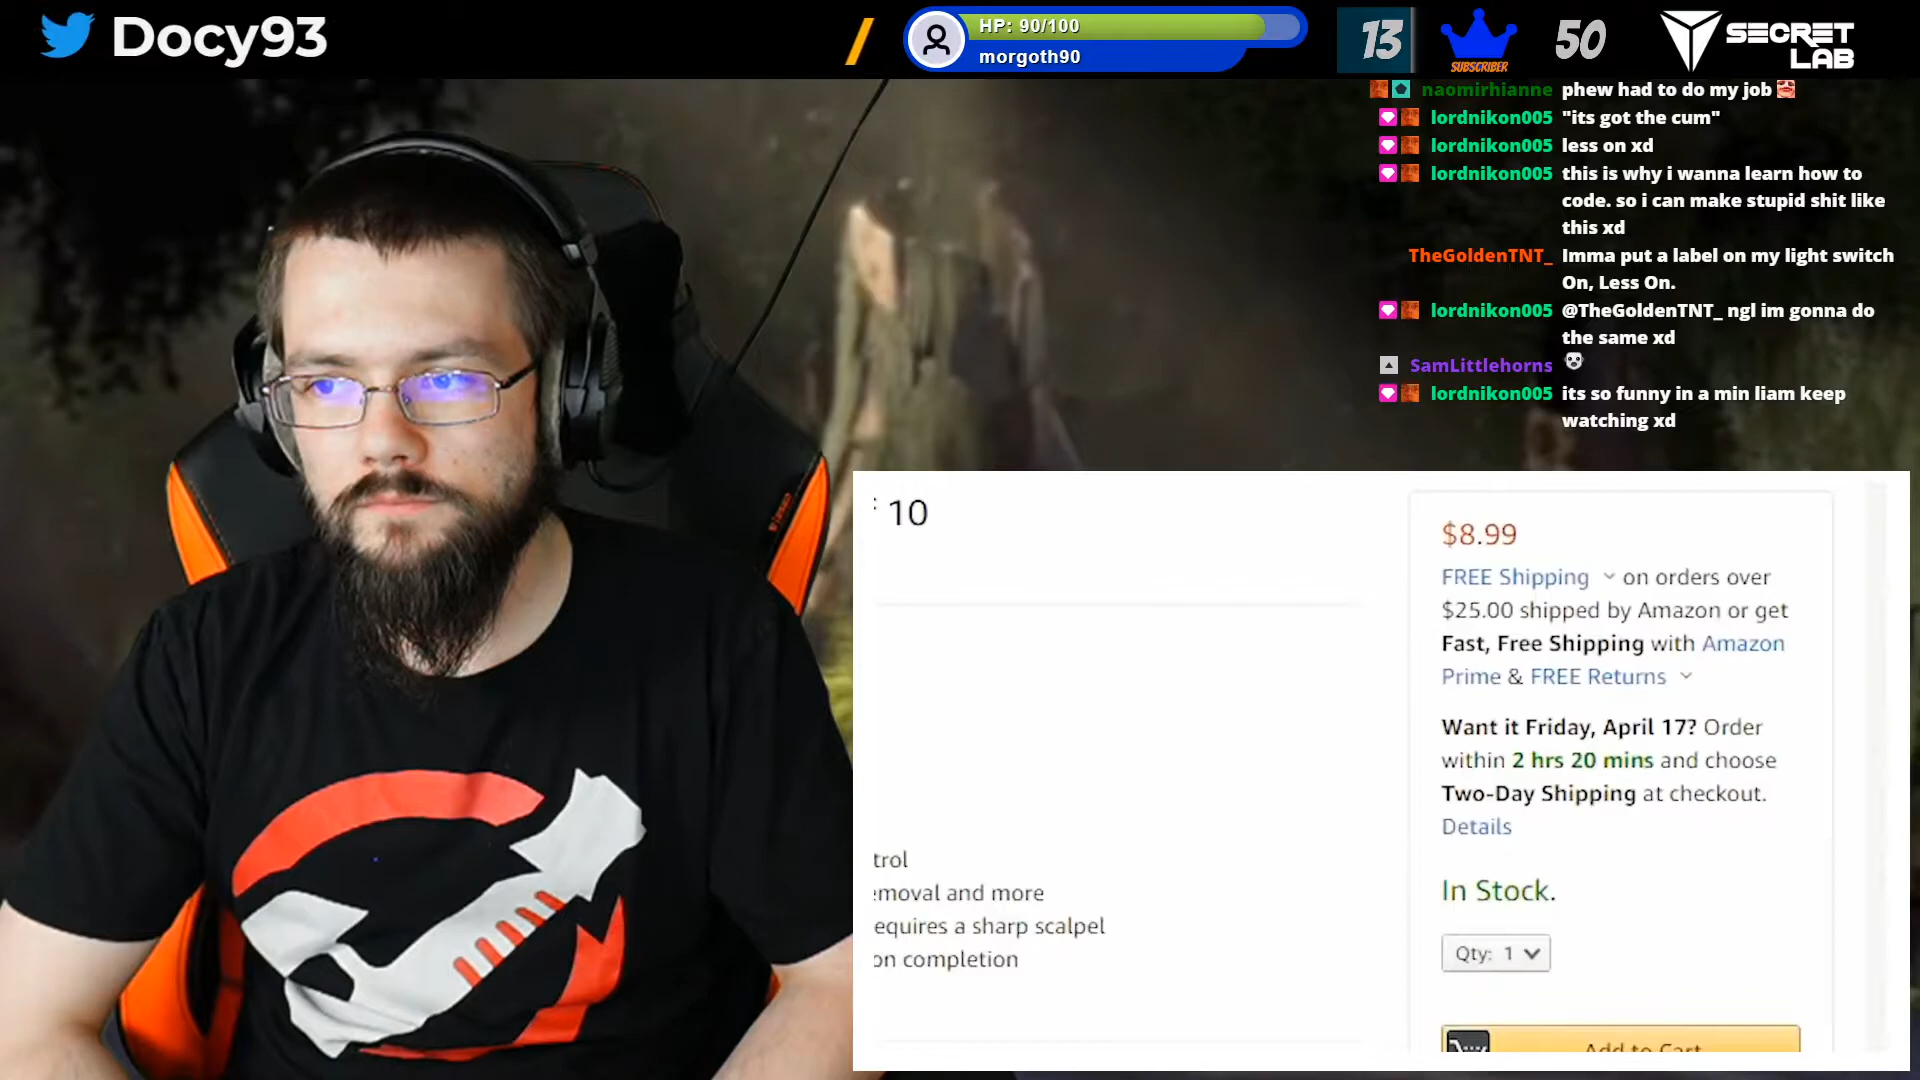 Docy93
HP: 90/100
morgoth90
13
SUBSCRIBER
50
SECRET
LAB
naomirhianne phew had to do my job
lordnikon005 "its got the cum"
lordnikon005 less on xd
lordnikon005 this is why i wanna learn how to
code. so i can make stupid shit like
this xd
TheGoldenTNT_ Imma put a label on my light switch
On, Less On.
lordnikon005 @TheGoldenTNT_ ngl im gonna do
the same xd
SamLittlehorns
lordnikon005 its so funny in a min liam keep
watching xd
10
trol
emoval and more
equires a sharp scalpel
on completion
$8.99
FREE Shipping on orders over
$25.00 shipped by Amazon or get
Fast, Free Shipping with Amazon
Prime & FREE Returns
Want it Friday, April 17? Order
within 2 hrs 20 mins and choose
Two-Day Shipping at checkout.
Details
In Stock.
Qty: 1
Add to Cart